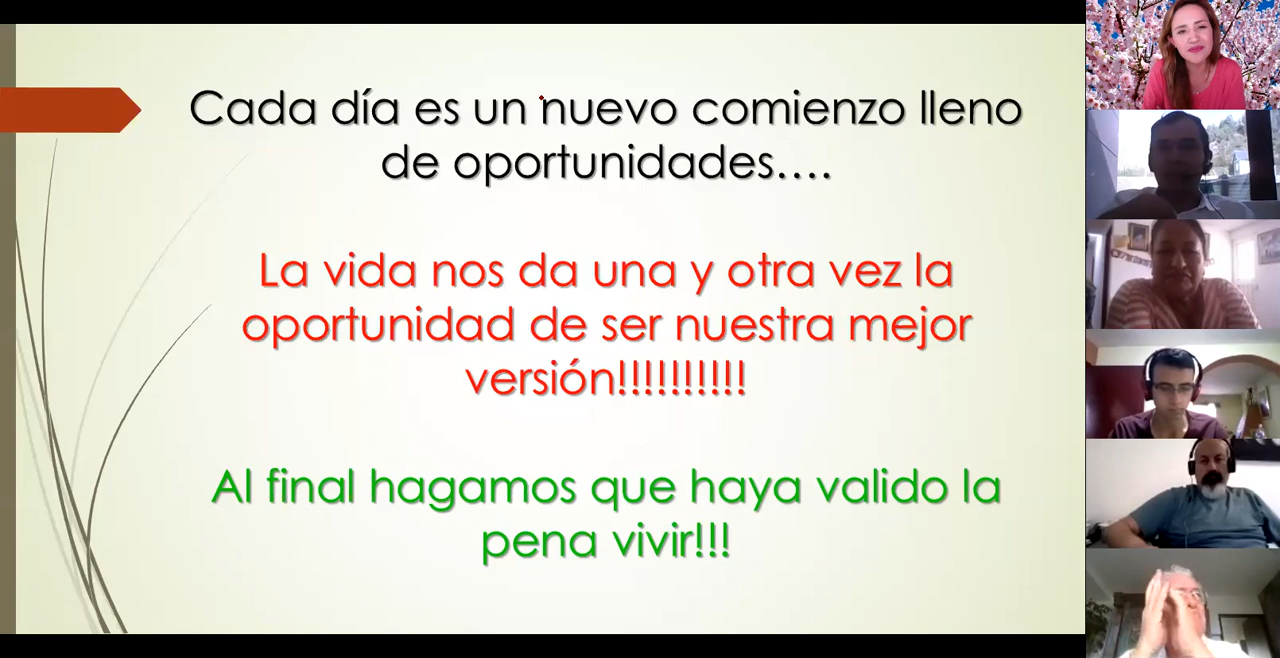 Cada día es un nuevo comienzo lleno
de oportunidades....
La vida nos da una y otra vez la
oportunidad de ser nuestra mejor
versión!!!!!!!!!!
Al final hagamos que haya valido la
pena vivir!!!